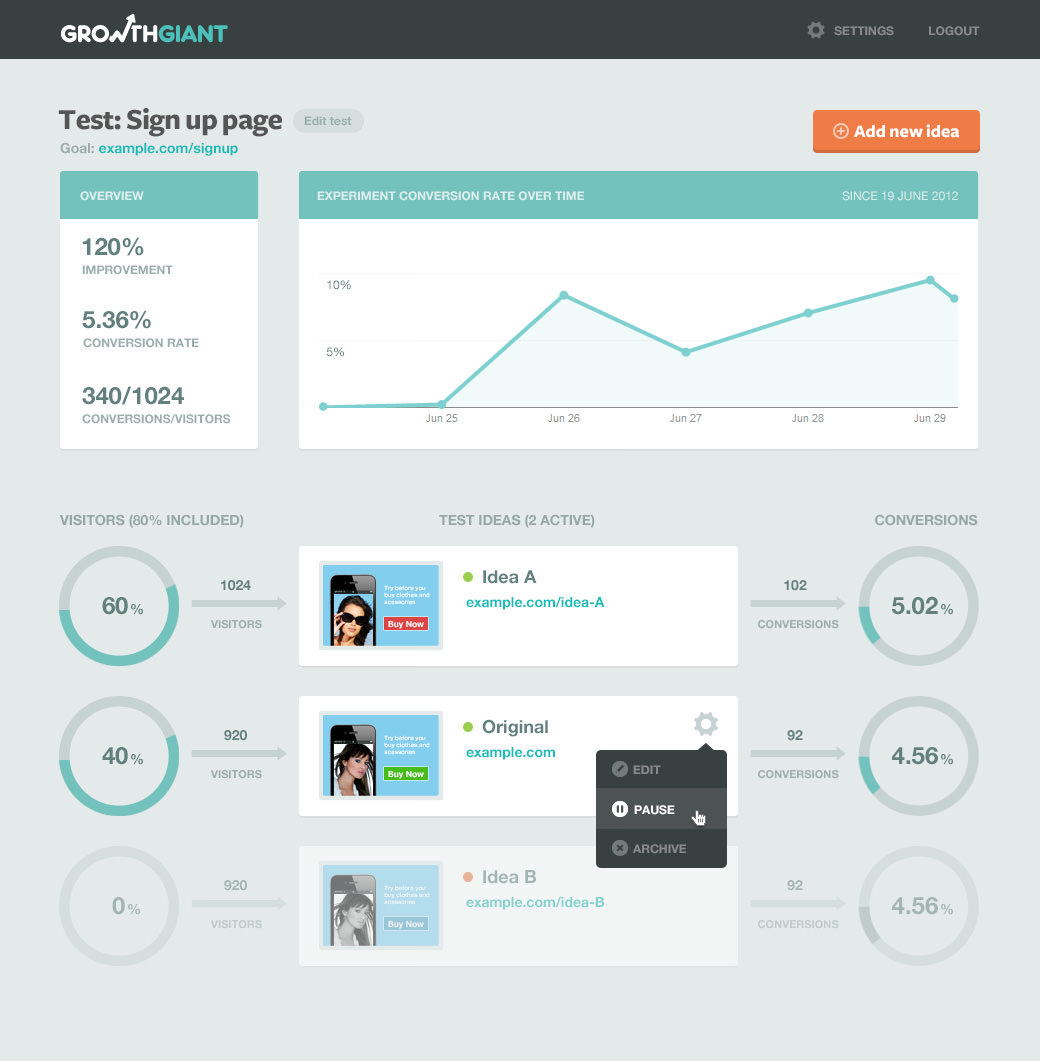 GROWTHGIANT
SETTINGS
LOGOUT
Test: Sign up page
Edit test
Add new idea
Goal: example.com/signup
OVERVIEW
120%
IMPROVEMENT
5.36%
CONVERSION RATE
340/1024
CONVERSIONS/VISITORS
EXPERIMENT CONVERSION RATE OVER TIME
SINCE 19 JUNE 2012
10%
5%
Jun 25
Jun 26
Jun 27
Jun 28
Jun 29
VISITORS (80% INCLUDED)
TEST IDEAS (2 ACTIVE)
CONVERSIONS
60%
1024
VISITORS
Try before you
buy clothes and
acessories
Buy Now
Idea A
example.com/idea-A
102
CONVERSIONS
5.02%
40%
920
VISITORS
Try before you
buy clothes and
acessories
Buy Now
Original
example.com
EDIT
PAUSE
ARCHIVE
92
CONVERSIONS
4.56%
0%
920
VISITORS
Try before you
buy clothes and
acessories
Buy Now
Idea B
example.com/idea-B
92
CONVERSIONS
4.56%